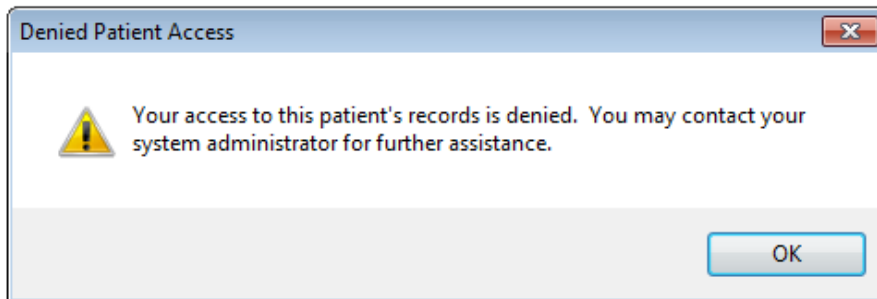 Denied Patient Access
Your access to this patient's records is denied.  You may contact your
system administrator for further assistance.
OK